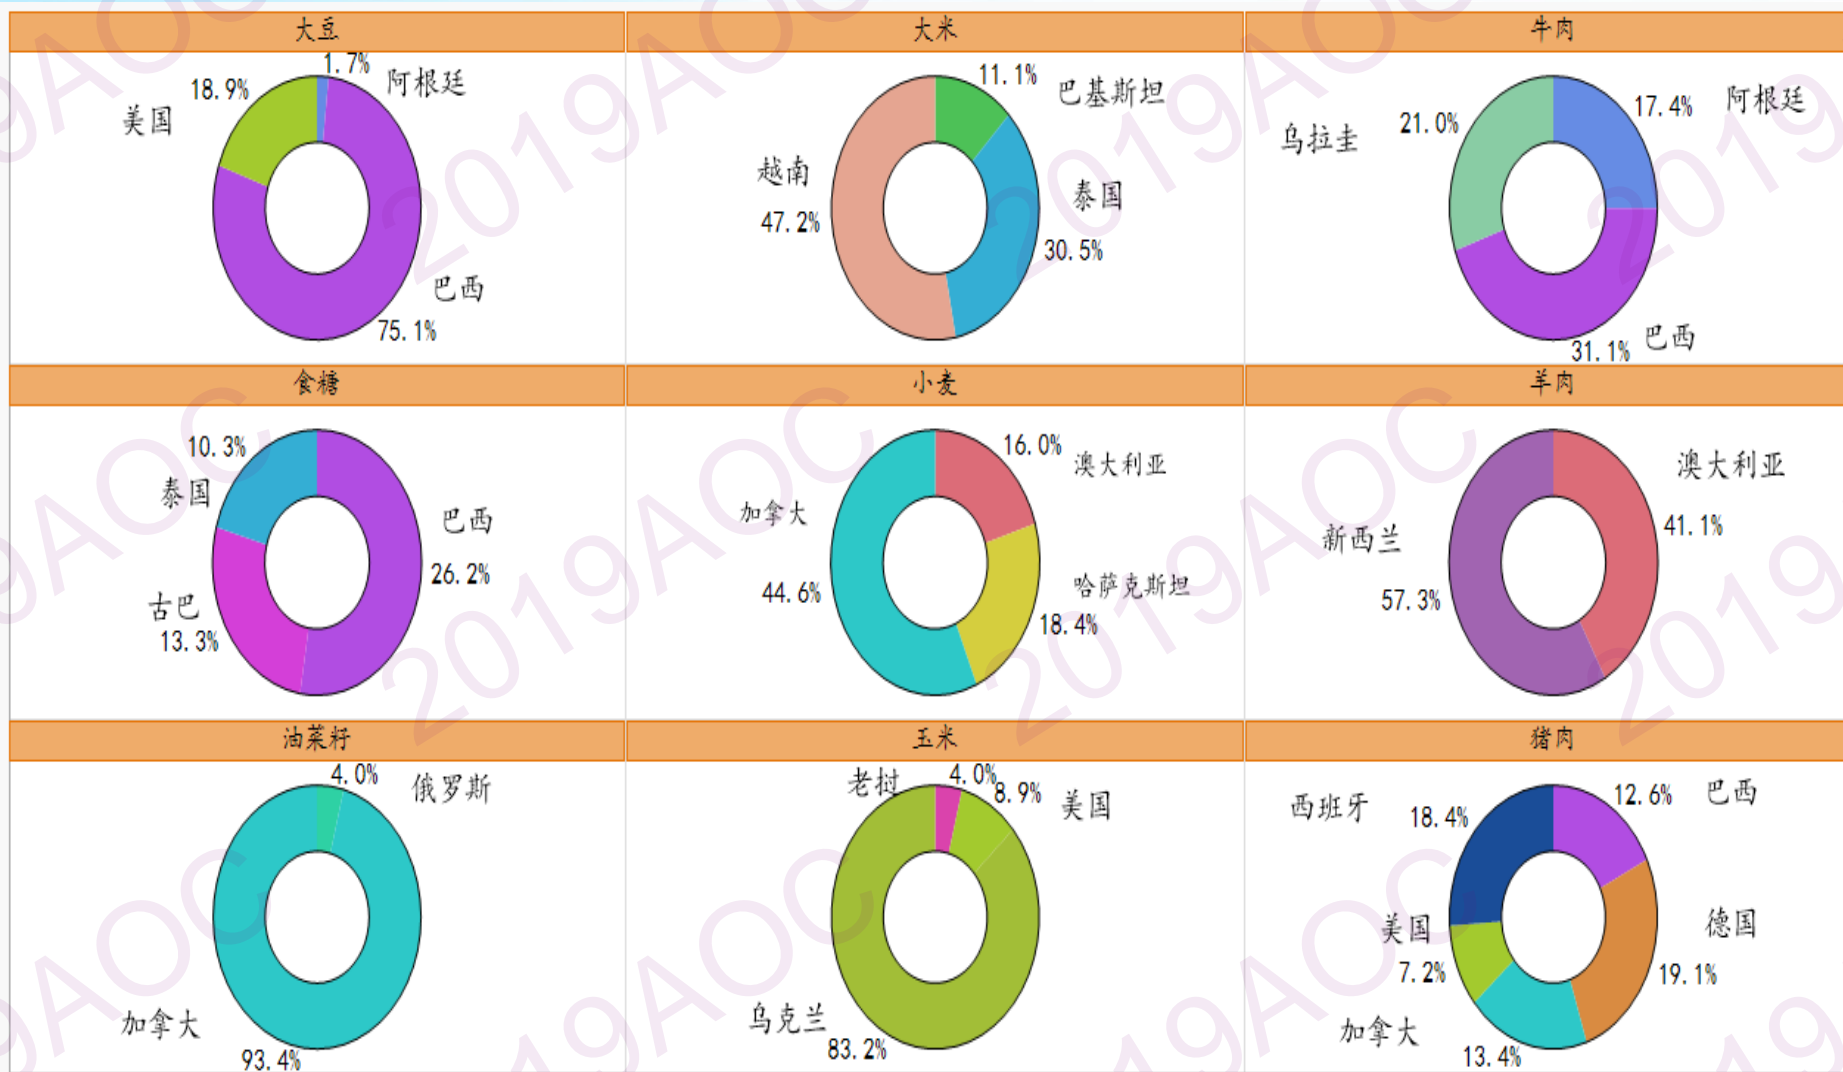 大豆
1.7%
阿根廷
18.9%
美国
巴西
75.1%
大米
11.1%
巴基斯坦
越南
47.2%
泰国
30.5%
牛肉
17.4%
阿根廷
21.0%
乌拉圭
巴西
31.1%
食糖
10.3%
泰国
巴西
26.2%
古巴
13.3%
小麦
16.0%
澳大利亚
加拿大
44.6%
哈萨克斯坦
18.4%
羊肉
澳大利亚
41.1%
新西兰
57.3%
油菜籽
4.0%
俄罗斯
加拿大
93.4%
玉米
老挝
4.0%
8.9%
美国
乌克兰
83.2%
猪肉
西班牙
18.4%
12.6%
巴西
美国
7.2%
德国
19.1%
加拿大
13.4%
2019AOC